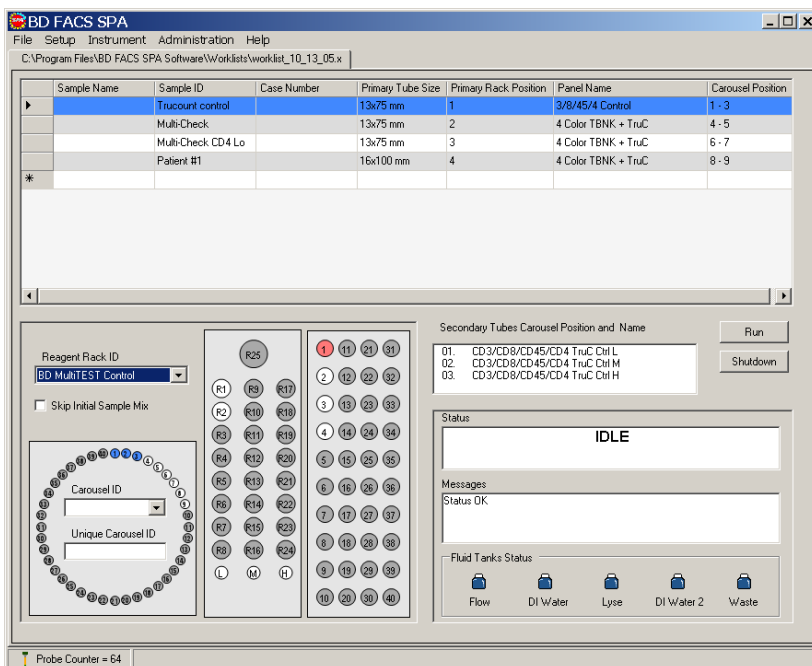 BD FACS SPA
File Setup Instrument Administration Help
C:\Program Files\BD FACS SPA Software\Worklists\worklist_10_13_05.x
Sample Name Sample ID Case Number Primary Tube Size Primary Rack Position Panel Name Carousel Position
Trucount control 13x75 mm 1 3/8/45/4 Control 1 - 3
Multi-Check 13x75 mm 2 4 Color TBNK + TruC 4 - 5
Multi-Check CD4 Lo 13x75 mm 3 4 Color TBNK + TruC 6 - 7
Patient #1 16x100 mm 4 4 Color TBNK + TruC 8 - 9
Reagent Rack ID
BD MultiTEST Control
Skip Initial Sample Mix
Carousel ID
Unique Carousel ID
R25
R1 R9 R17
R2 R10 R18
R3 R11 R19
R4 R12 R20
R5 R13 R21
R6 R14 R22
R7 R15 R23
R8 R16 R24
L M H
1 11 21 31
2 12 22 32
3 13 23 33
4 14 24 34
5 15 25 35
6 16 26 36
7 17 27 37
8 18 28 38
9 19 29 39
10 20 30 40
Secondary Tubes Carousel Position and Name
01. CD3/CD8/CD45/CD4 TruC Ctrl L
02. CD3/CD8/CD45/CD4 TruC Ctrl M
03. CD3/CD8/CD45/CD4 TruC Ctrl H
Run
Shutdown
Status
IDLE
Messages
Status OK
Fluid Tanks Status
Flow DI Water Lyse DI Water 2 Waste
Probe Counter = 64